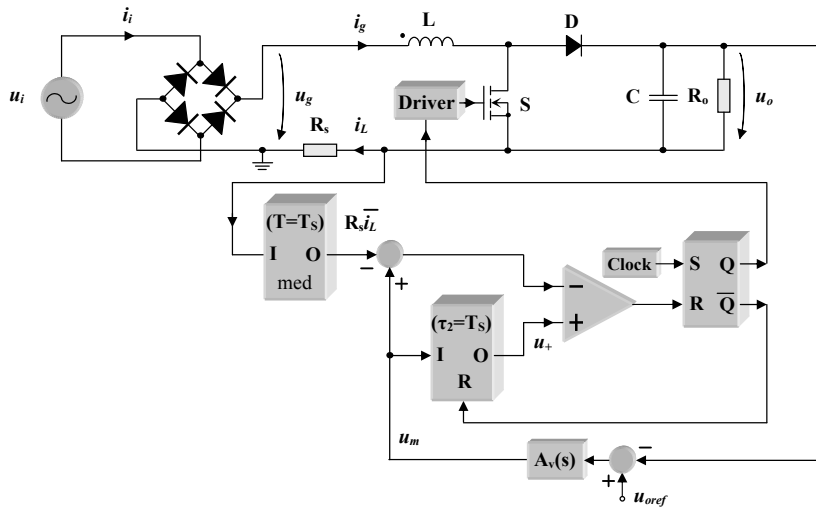 i_i
i_g
L
D
u_i
u_g
Driver
S
C
R_o
u_o
R_s
i_L
(T=T_S)
I O
med
R_s i̅_L
−
+
Clock
S Q
R Q̅
−
+
(τ_2=T_S)
I O
R
u_+
u_m
A_v(s)
−
+
u_oref